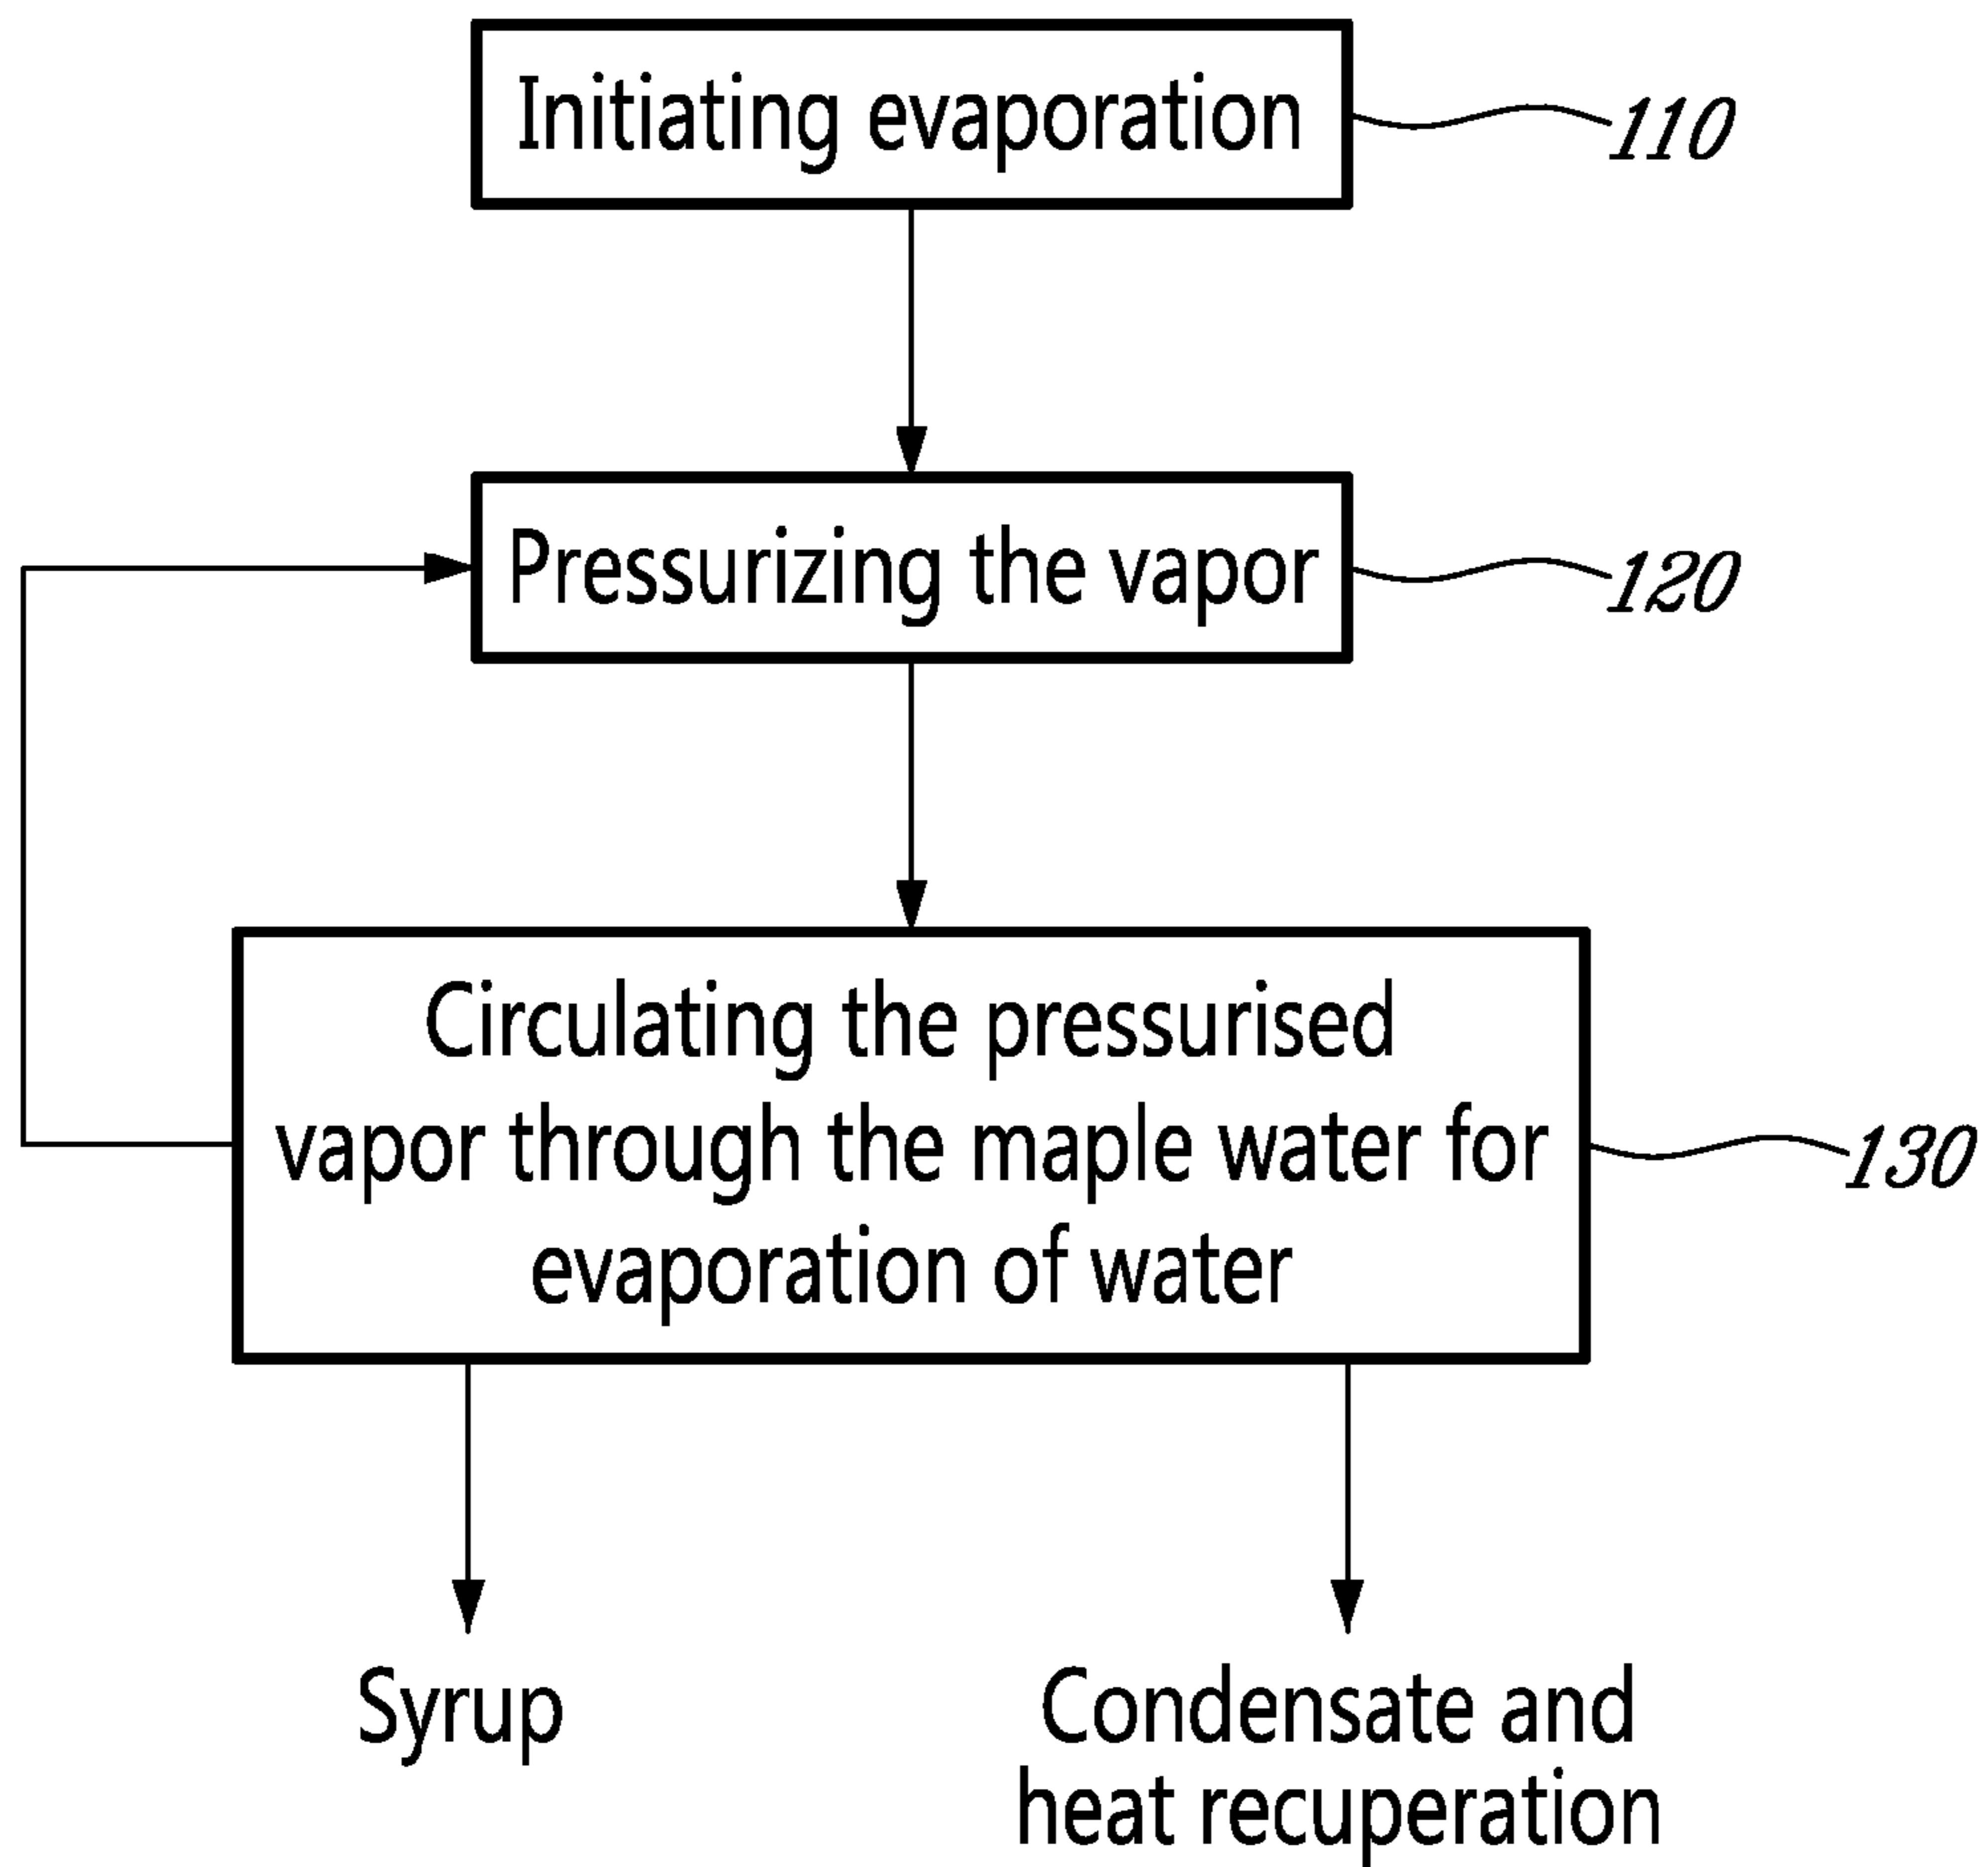 Initiating evaporation
110
Pressurizing the vapor
120
Circulating the pressurised
vapor through the maple water for
evaporation of water
130
Syrup
Condensate and
heat recuperation